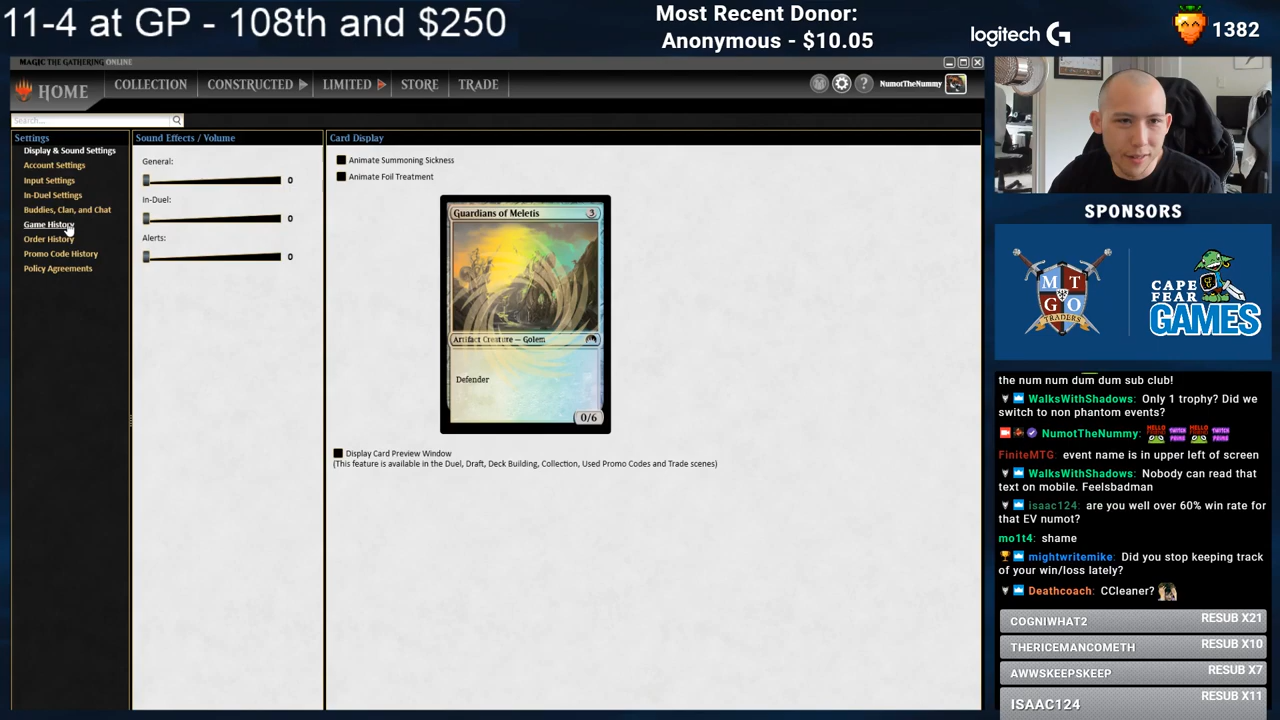 11-4 at GP - 108th and $250
Most Recent Donor:
Anonymous - $10.05
logitech G
1382
MAGIC THE GATHERING ONLINE
HOME
COLLECTION
CONSTRUCTED
LIMITED
STORE
TRADE
NumotTheNummy
Search...
Settings
Display & Sound Settings
Account Settings
Input Settings
In-Duel Settings
Buddies, Clan, and Chat
Game History
Order History
Promo Code History
Policy Agreements
Sound Effects / Volume
General:
0
In-Duel:
0
Alerts:
0
Card Display
Animate Summoning Sickness
Animate Foil Treatment
Guardians of Meletis 3
Artifact Creature — Golem
Defender
0/6
Display Card Preview Window
(This feature is available in the Duel, Draft, Deck Building, Collection, Used Promo Codes and Trade scenes)
SPONSORS
M T
G O
TRADERS
CAPE
FEAR
GAMES
the num num dum dum sub club!
WalksWithShadows: Only 1 trophy? Did we
switch to non phantom events?
NumotTheNummy:
FiniteMTG: event name is in upper left of screen
WalksWithShadows: Nobody can read that
text on mobile. Feelsbadman
isaac124: are you well over 60% win rate for
that EV numot?
mo1t4: shame
mightwritemike: Did you stop keeping track
of your win/loss lately?
Deathcoach: CCleaner?
COGNIWHAT2 RESUB X21
THERICEMANCOMETH RESUB X10
AWWSKEEPSKEEP RESUB X7
ISAAC124 RESUB X11